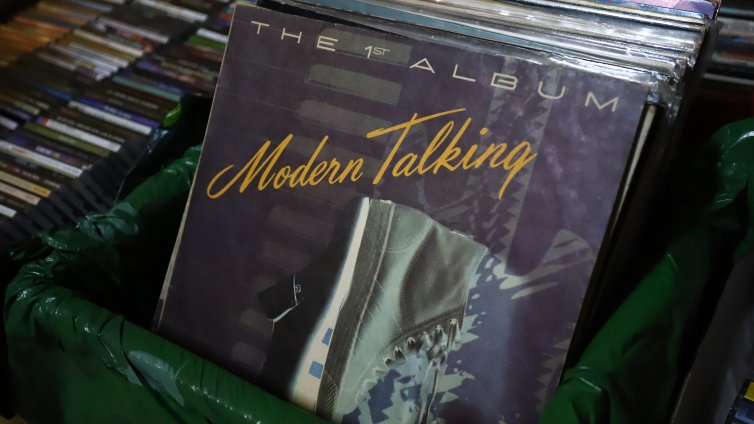 THE 1ST ALBUM
Modern Talking